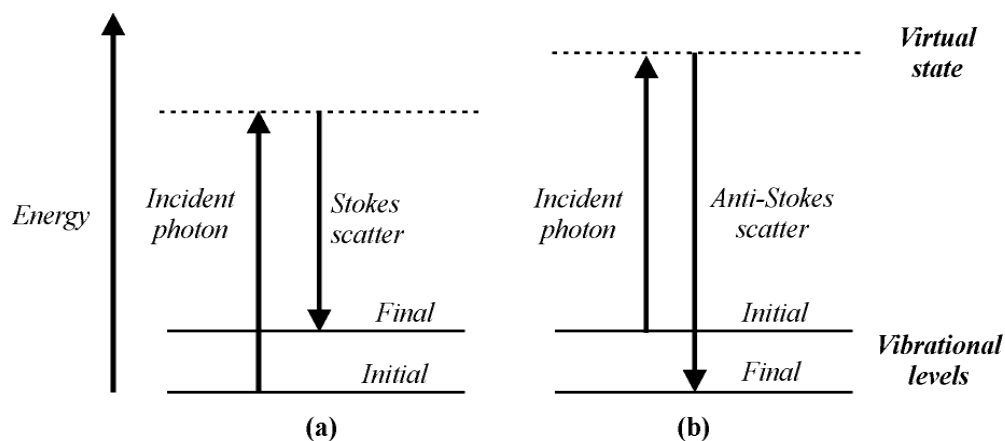 Virtual
state
Energy
Incident
photon
Stokes
scatter
Incident
photon
Anti-Stokes
scatter
Final
Initial
Initial
Final
Vibrational
levels
(a)
(b)